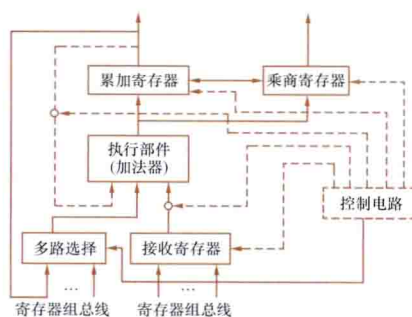 累加寄存器
乘商寄存器
执行部件
(加法器)
控制电路
多路选择
接收寄存器
…
…
寄存器组总线
寄存器组总线